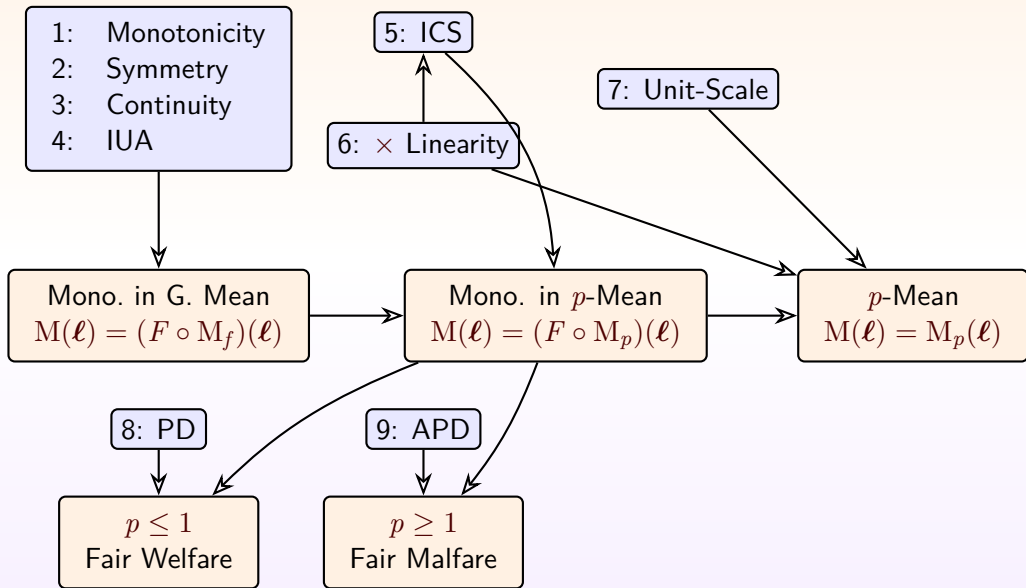 1: Monotonicity
2: Symmetry
3: Continuity
4: IUA
5: ICS
6: × Linearity
7: Unit-Scale
Mono. in G. Mean
M(ℓ) = (F ∘ M_f)(ℓ)
Mono. in p-Mean
M(ℓ) = (F ∘ M_p)(ℓ)
p-Mean
M(ℓ) = M_p(ℓ)
8: PD
9: APD
p ≤ 1
Fair Welfare
p ≥ 1
Fair Malfare